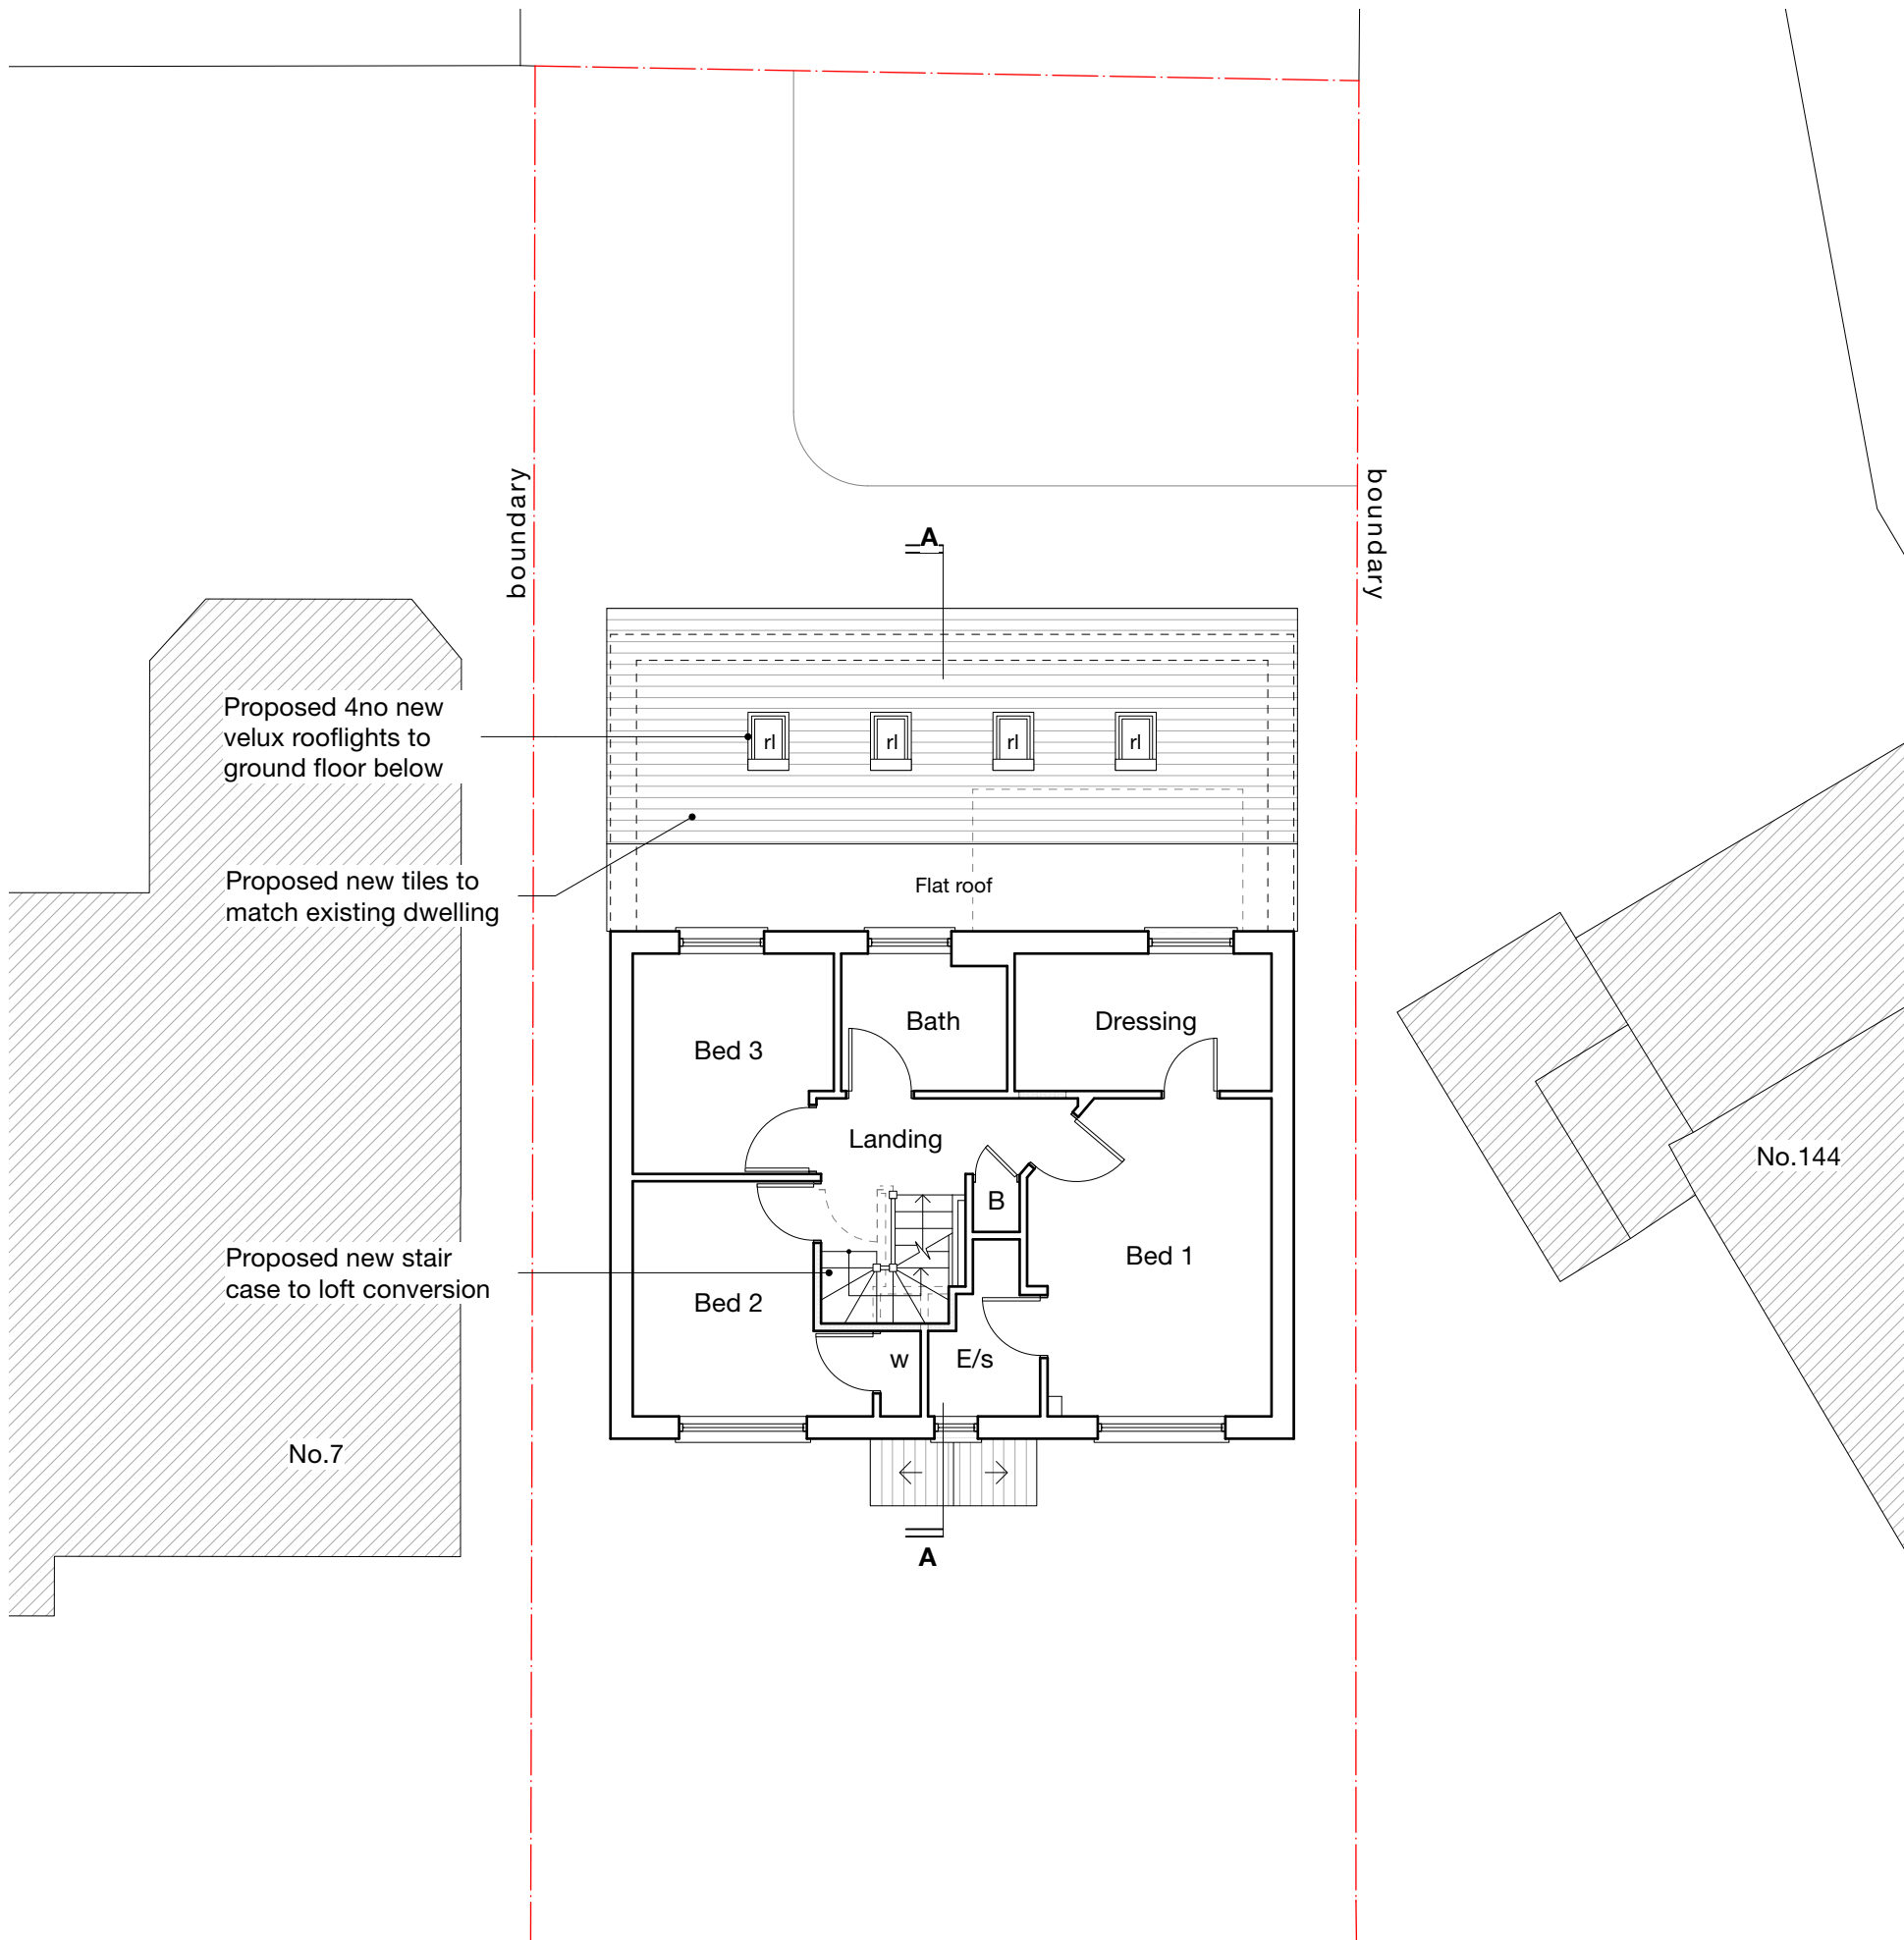 boundary
boundary
A
Proposed 4no new
velux rooflights to
ground floor below
rl
rl
rl
rl
Proposed new tiles to
match existing dwelling
Flat roof
Bed 3
Bath
Dressing
Landing
No.144
B
Bed 1
Proposed new stair
case to loft conversion
Bed 2
w
E/s
No.7
A